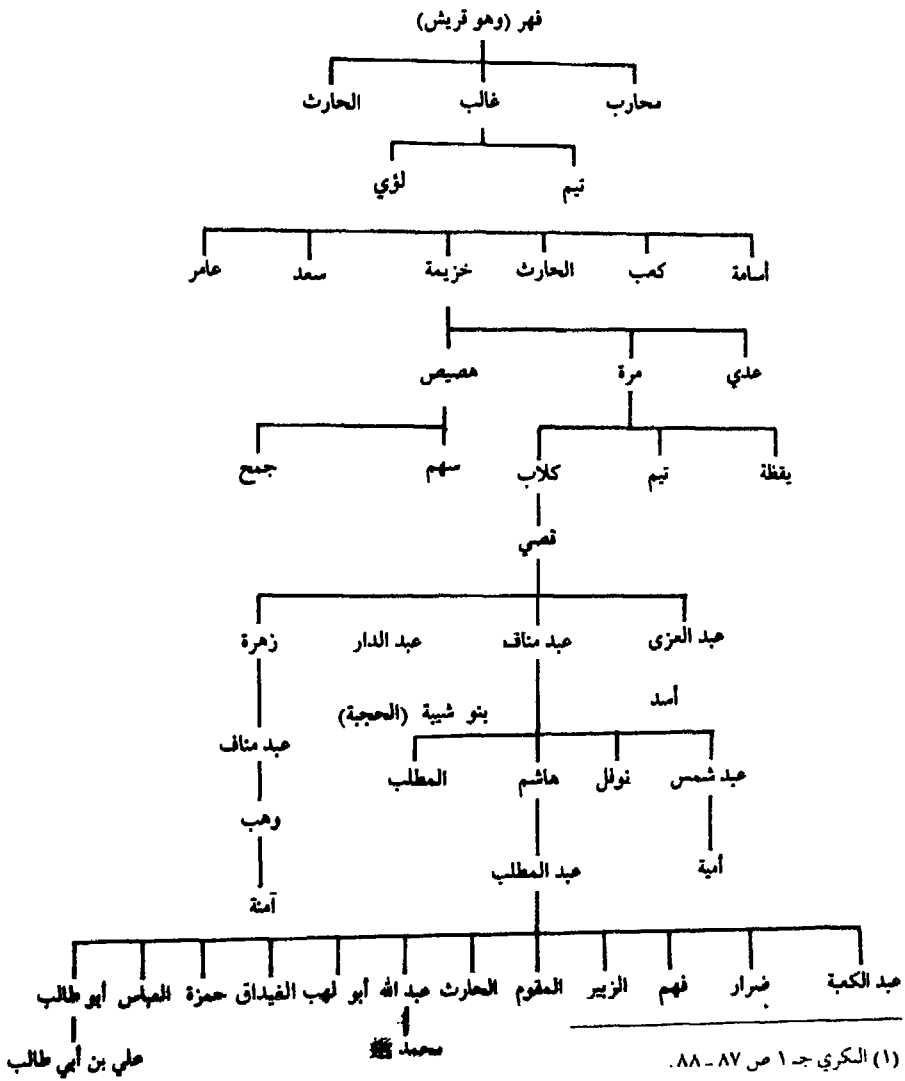 فهر (وهو قريش)
محارب غالب الحارث
تيم لؤي
أسامة كعب الحارث خزيمة سعد عامر
عدي مرة هصيص
يقظة تيم كلاب سهم جمح
قصي
عبد العزى عبد مناف عبد الدار زهرة
أسد
بنو شيبة (الحجبة)
عبد مناف
عبد شمس نوفل هاشم المطلب
وهب
أمية
عبد المطلب
آمنة
عبد الكعبة ضرار فهم الزبير المقوم الحارث عبد الله أبو لهب الغيداق حمزة العباس أبو طالب
محمد ﷺ علي بن أبي طالب
(١) البكري جـ ١ ص ٨٧ ـ ٨٨ .